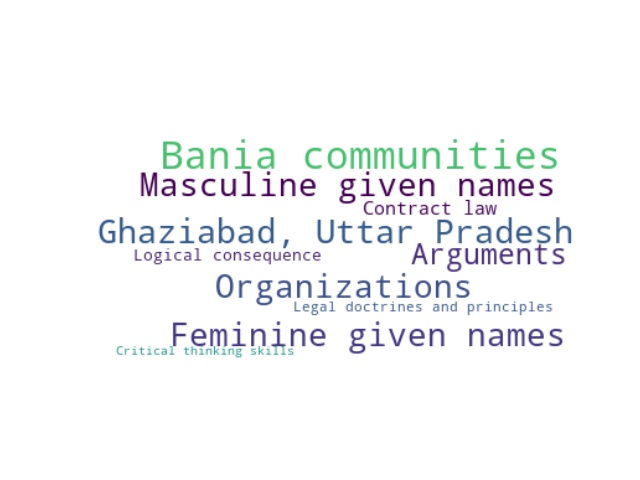 Bania communities
Masculine given names
Contract law
Ghaziabad, Uttar Pradesh
Logical consequence
Arguments
Organizations
Legal doctrines and principles
Feminine given names
Critical thinking skills